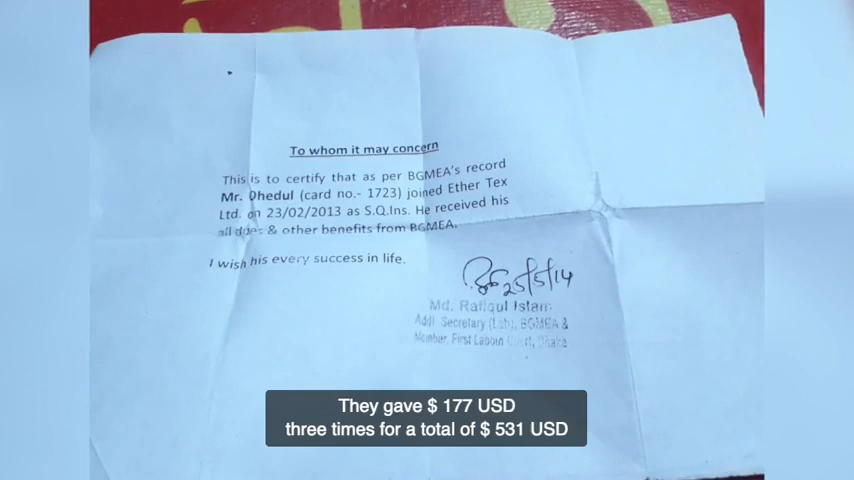 To whom it may concern
This is to certify that as per BGMEA's record
Mr. Dhedul (card no.- 1723) joined Ether Tex
Ltd. on 23/02/2013 as S.Q.Ins. He received his
all dues & other benefits from BGMEA.
I wish his every success in life.
25/5/14
Md. Rafiqul Islam
Addl. Secretary (Lab), BGMEA &
Member, First Labour Court, Dhaka
They gave $ 177 USD
three times for a total of $ 531 USD